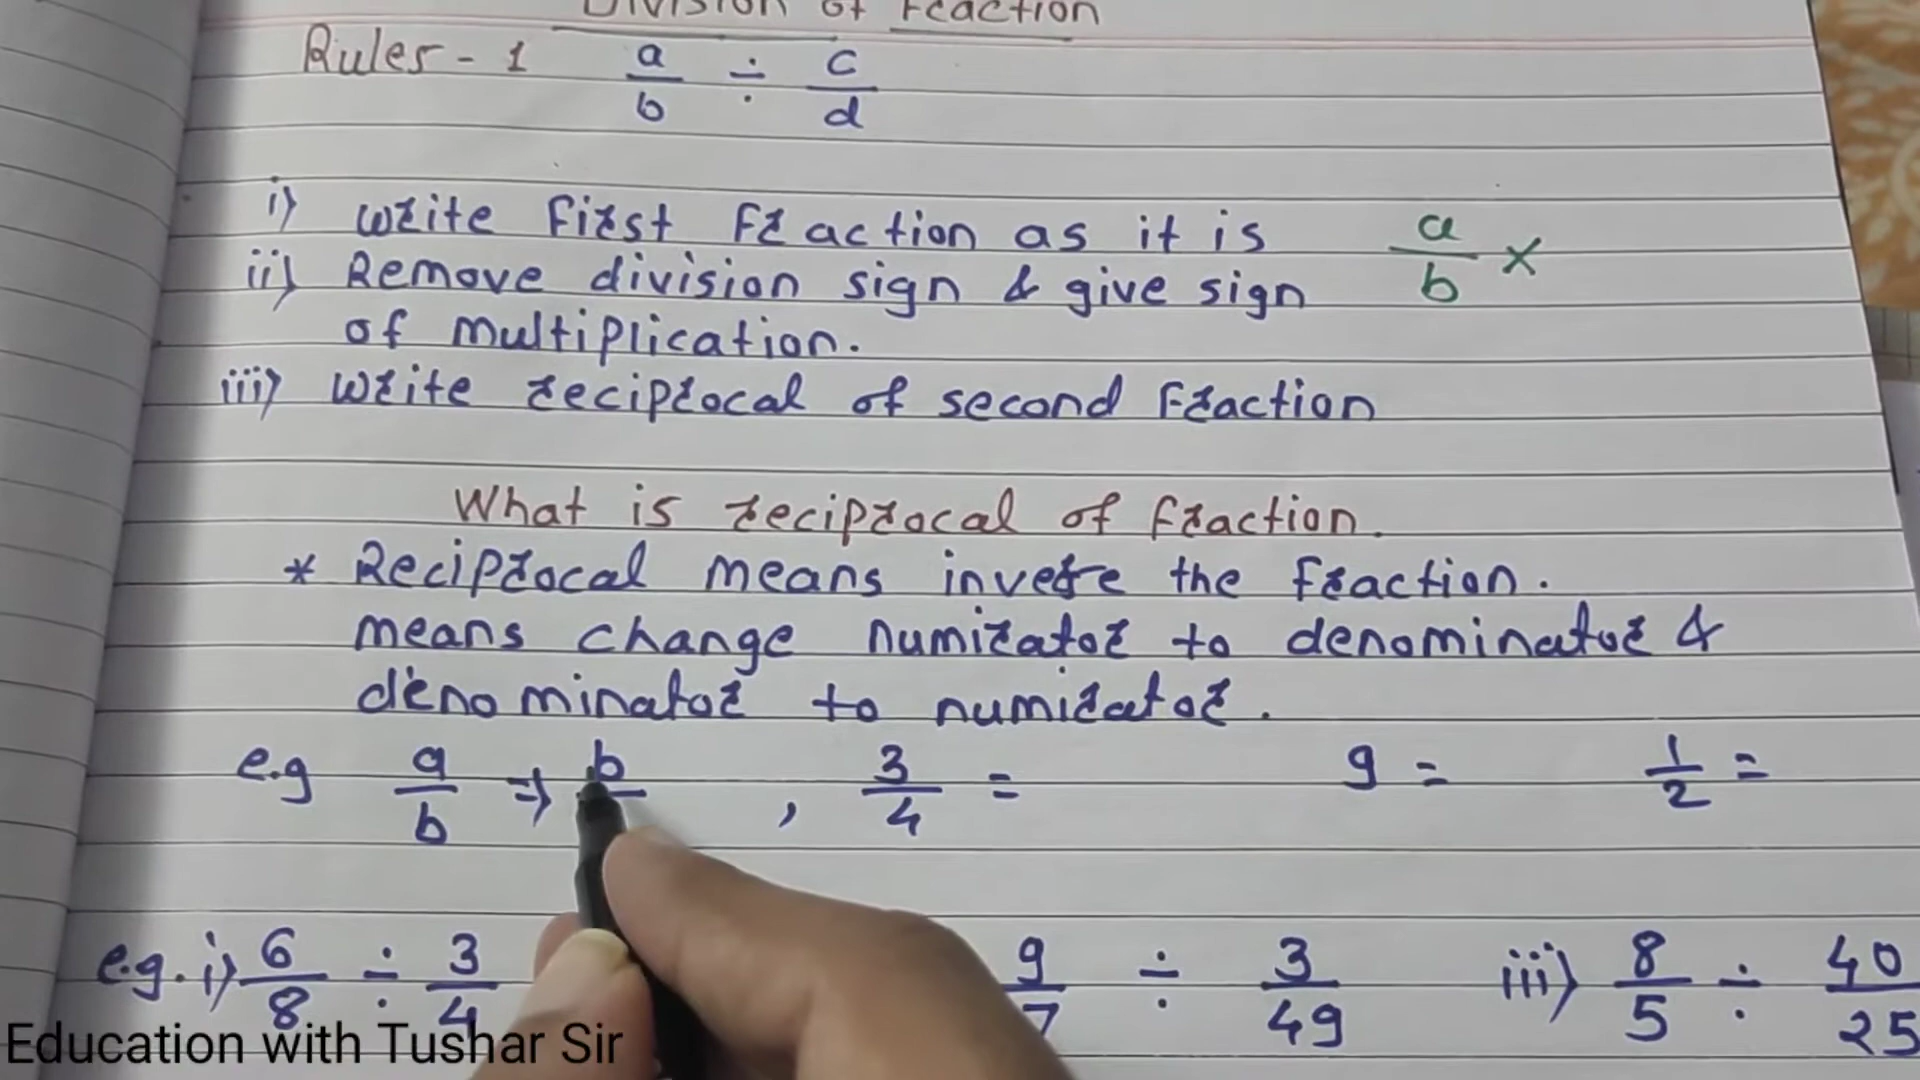 Division of Fraction
Rules - 1 a/b ÷ c/d
i) write First Fraction as it is a/b ×
ii) Remove division sign & give sign
of multiplication.
iii) write reciprocal of second Fraction
What is reciprocal of fraction.
* Reciprocal means inverse the fraction.
means change numirator to denominator &
denominator to numirator.
e.g a/b ⇒ b/ , 3/4 = 9 = 1/2 =
e.g. i) 6/8 ÷ 3/4 9/7 ÷ 3/49 iii) 8/5 ÷ 40/25
Education with Tushar Sir